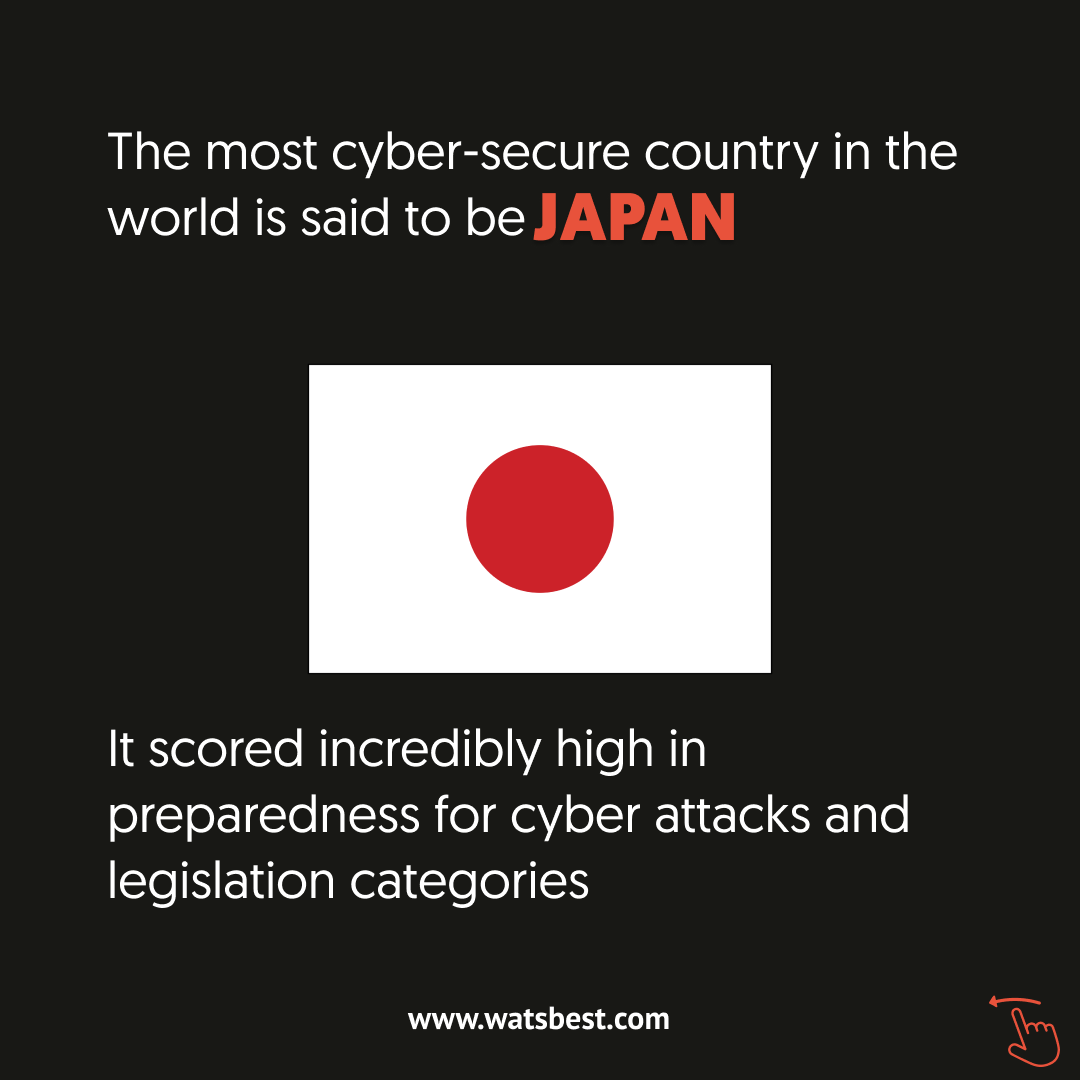 The most cyber-secure country in the
world is said to be JAPAN
It scored incredibly high in
preparedness for cyber attacks and
legislation categories
www.watsbest.com